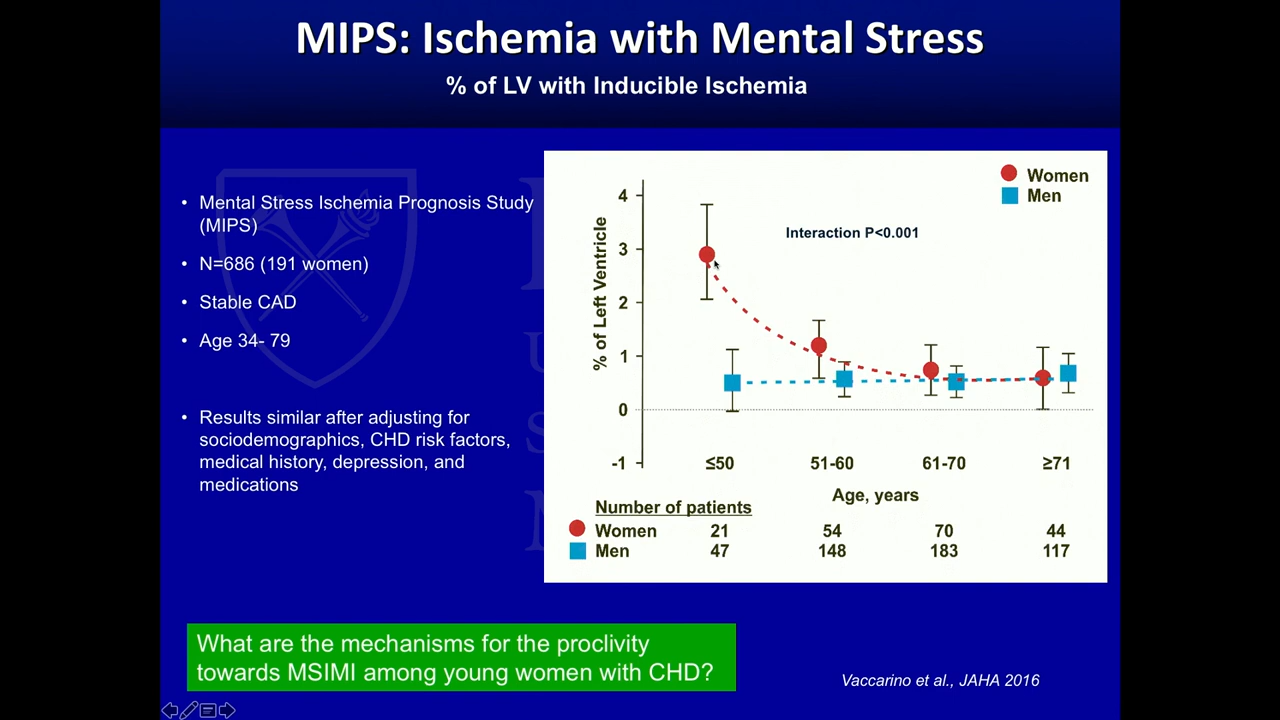 MIPS: Ischemia with Mental Stress
% of LV with Inducible Ischemia
• Mental Stress Ischemia Prognosis Study
(MIPS)
• N=686 (191 women)
• Stable CAD
• Age 34- 79
• Results similar after adjusting for
sociodemographics, CHD risk factors,
medical history, depression, and
medications
Women
Men
Interaction P<0.001
% of Left Ventricle
4
3
2
1
0
-1
≤50 51-60 61-70 ≥71
Age, years
Number of patients
Women 21 54 70 44
Men 47 148 183 117
What are the mechanisms for the proclivity
towards MSIMI among young women with CHD?
Vaccarino et al., JAHA 2016